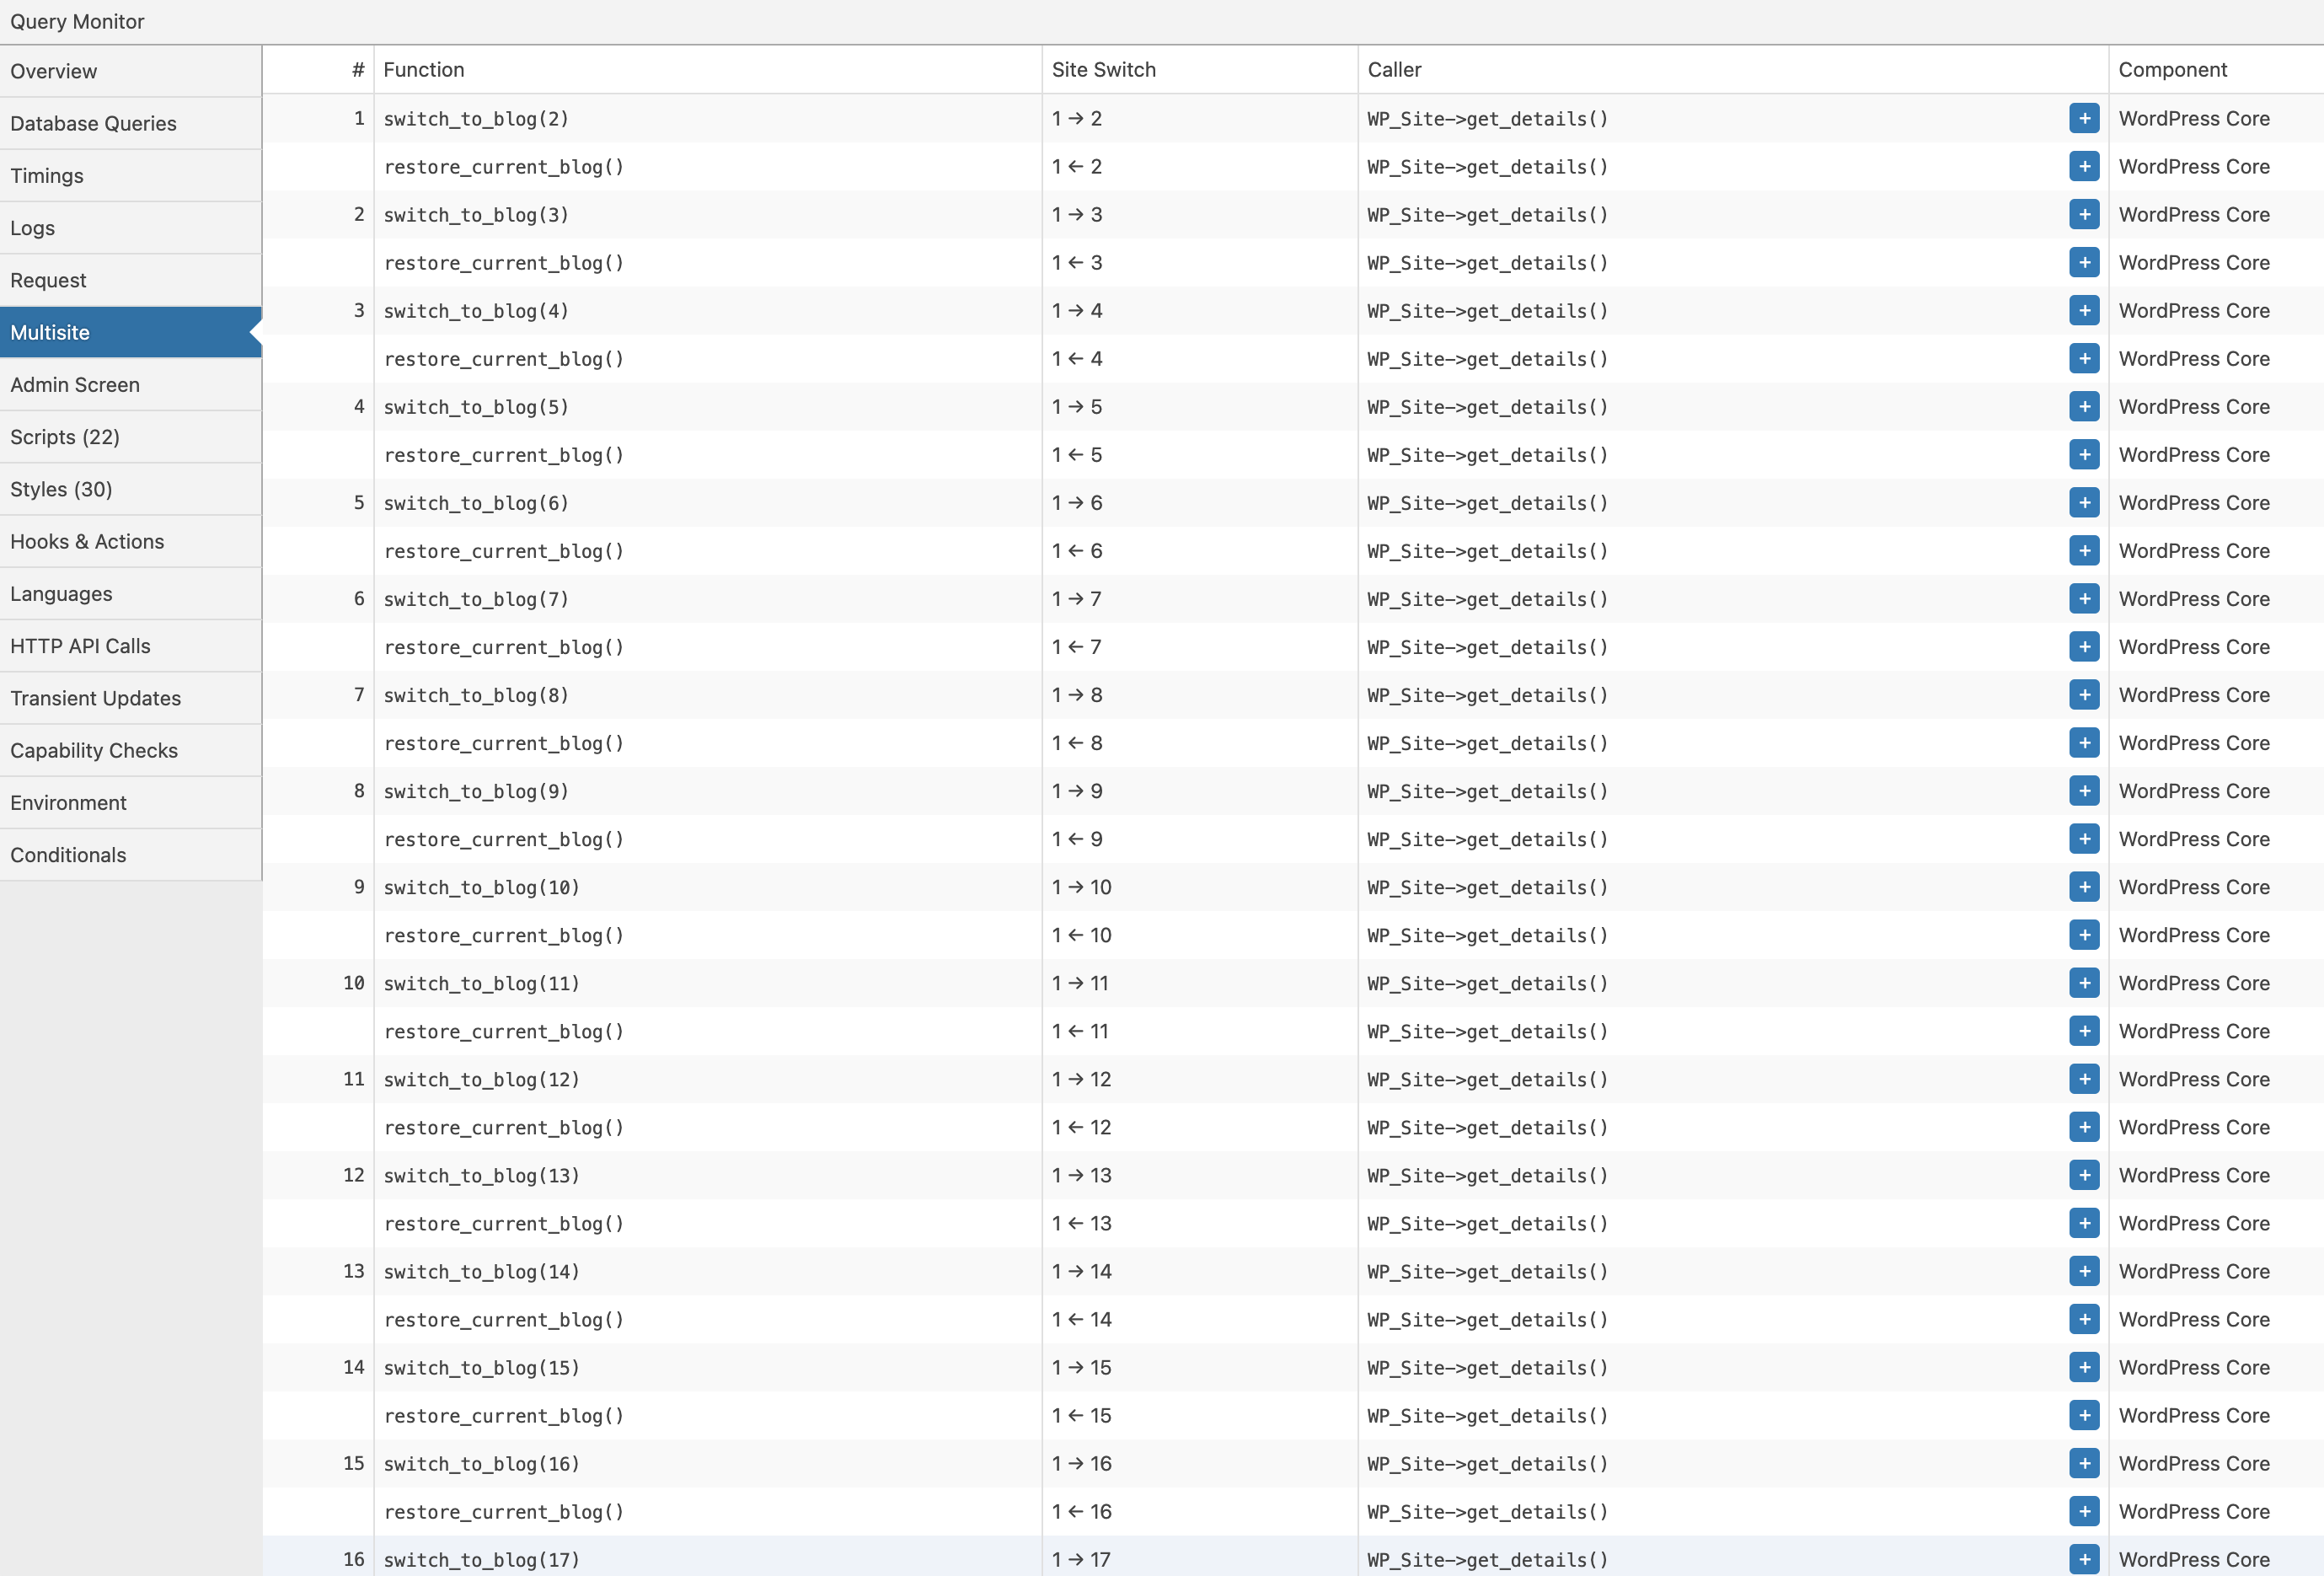 Query Monitor
Overview
Database Queries
Timings
Logs
Request
Multisite
Admin Screen
Scripts (22)
Styles (30)
Hooks & Actions
Languages
HTTP API Calls
Transient Updates
Capability Checks
Environment
Conditionals
# Function Site Switch Caller Component
1 switch_to_blog(2) 1 → 2 WP_Site->get_details() + WordPress Core
restore_current_blog() 1 ← 2 WP_Site->get_details() + WordPress Core
2 switch_to_blog(3) 1 → 3 WP_Site->get_details() + WordPress Core
restore_current_blog() 1 ← 3 WP_Site->get_details() + WordPress Core
3 switch_to_blog(4) 1 → 4 WP_Site->get_details() + WordPress Core
restore_current_blog() 1 ← 4 WP_Site->get_details() + WordPress Core
4 switch_to_blog(5) 1 → 5 WP_Site->get_details() + WordPress Core
restore_current_blog() 1 ← 5 WP_Site->get_details() + WordPress Core
5 switch_to_blog(6) 1 → 6 WP_Site->get_details() + WordPress Core
restore_current_blog() 1 ← 6 WP_Site->get_details() + WordPress Core
6 switch_to_blog(7) 1 → 7 WP_Site->get_details() + WordPress Core
restore_current_blog() 1 ← 7 WP_Site->get_details() + WordPress Core
7 switch_to_blog(8) 1 → 8 WP_Site->get_details() + WordPress Core
restore_current_blog() 1 ← 8 WP_Site->get_details() + WordPress Core
8 switch_to_blog(9) 1 → 9 WP_Site->get_details() + WordPress Core
restore_current_blog() 1 ← 9 WP_Site->get_details() + WordPress Core
9 switch_to_blog(10) 1 → 10 WP_Site->get_details() + WordPress Core
restore_current_blog() 1 ← 10 WP_Site->get_details() + WordPress Core
10 switch_to_blog(11) 1 → 11 WP_Site->get_details() + WordPress Core
restore_current_blog() 1 ← 11 WP_Site->get_details() + WordPress Core
11 switch_to_blog(12) 1 → 12 WP_Site->get_details() + WordPress Core
restore_current_blog() 1 ← 12 WP_Site->get_details() + WordPress Core
12 switch_to_blog(13) 1 → 13 WP_Site->get_details() + WordPress Core
restore_current_blog() 1 ← 13 WP_Site->get_details() + WordPress Core
13 switch_to_blog(14) 1 → 14 WP_Site->get_details() + WordPress Core
restore_current_blog() 1 ← 14 WP_Site->get_details() + WordPress Core
14 switch_to_blog(15) 1 → 15 WP_Site->get_details() + WordPress Core
restore_current_blog() 1 ← 15 WP_Site->get_details() + WordPress Core
15 switch_to_blog(16) 1 → 16 WP_Site->get_details() + WordPress Core
restore_current_blog() 1 ← 16 WP_Site->get_details() + WordPress Core
16 switch_to_blog(17) 1 → 17 WP_Site->get_details() + WordPress Core